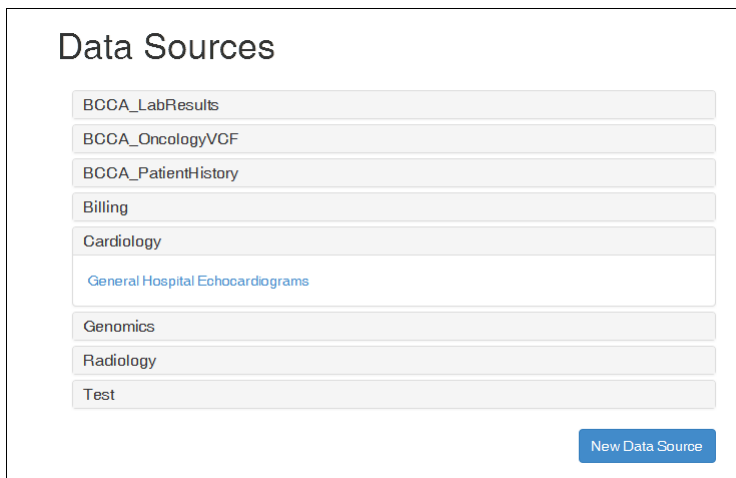 Data Sources
BCCA_LabResults
BCCA_OncologyVCF
BCCA_PatientHistory
Billing
Cardiology
General Hospital Echocardiograms
Genomics
Radiology
Test
New Data Source